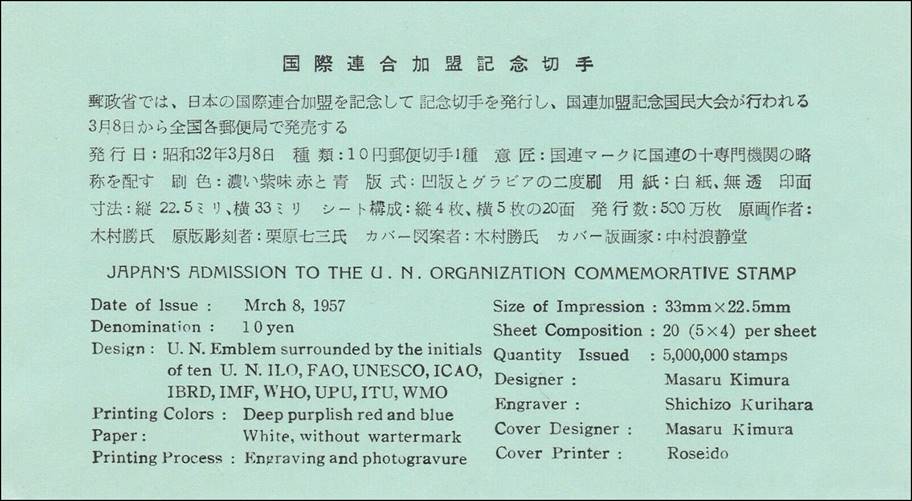 国際連合加盟記念切手
郵政省では、日本の国際連合加盟を記念して 記念切手を発行し、国連加盟記念国民大会が行われる
3月8日から全国各郵便局で発売する
発行日：昭和32年3月8日 種類：10円郵便切手1種 意匠：国連マークに国連の十専門機関の略
称を配す 刷色：濃い紫味赤と青 版式：凹版とグラビアの二度刷 用紙：白紙、無透 印面
寸法：縦 22.5ミリ、横33ミリ シート構成：縦4枚、横5枚の20面 発行数：500万枚 原画作者：
木村勝氏 原版彫刻者：栗原七三氏 カバー図案者：木村勝氏 カバー版画家：中村浪静堂
JAPAN'S ADMISSION TO THE U. N. ORGANIZATION COMMEMORATIVE STAMP
Date of Issue : Mrch 8, 1957
Denomination : 10 yen
Design : U. N. Emblem surrounded by the initials
of ten U. N. ILO, FAO, UNESCO, ICAO,
IBRD, IMF, WHO, UPU, ITU, WMO
Printing Colors : Deep purplish red and blue
Paper : White, without wartermark
Printing Process : Engraving and photogravure
Size of Impression : 33mm×22.5mm
Sheet Composition : 20 (5×4) per sheet
Quantity Issued : 5,000,000 stamps
Designer : Masaru Kimura
Engraver : Shichizo Kurihara
Cover Designer : Masaru Kimura
Cover Printer : Roseido